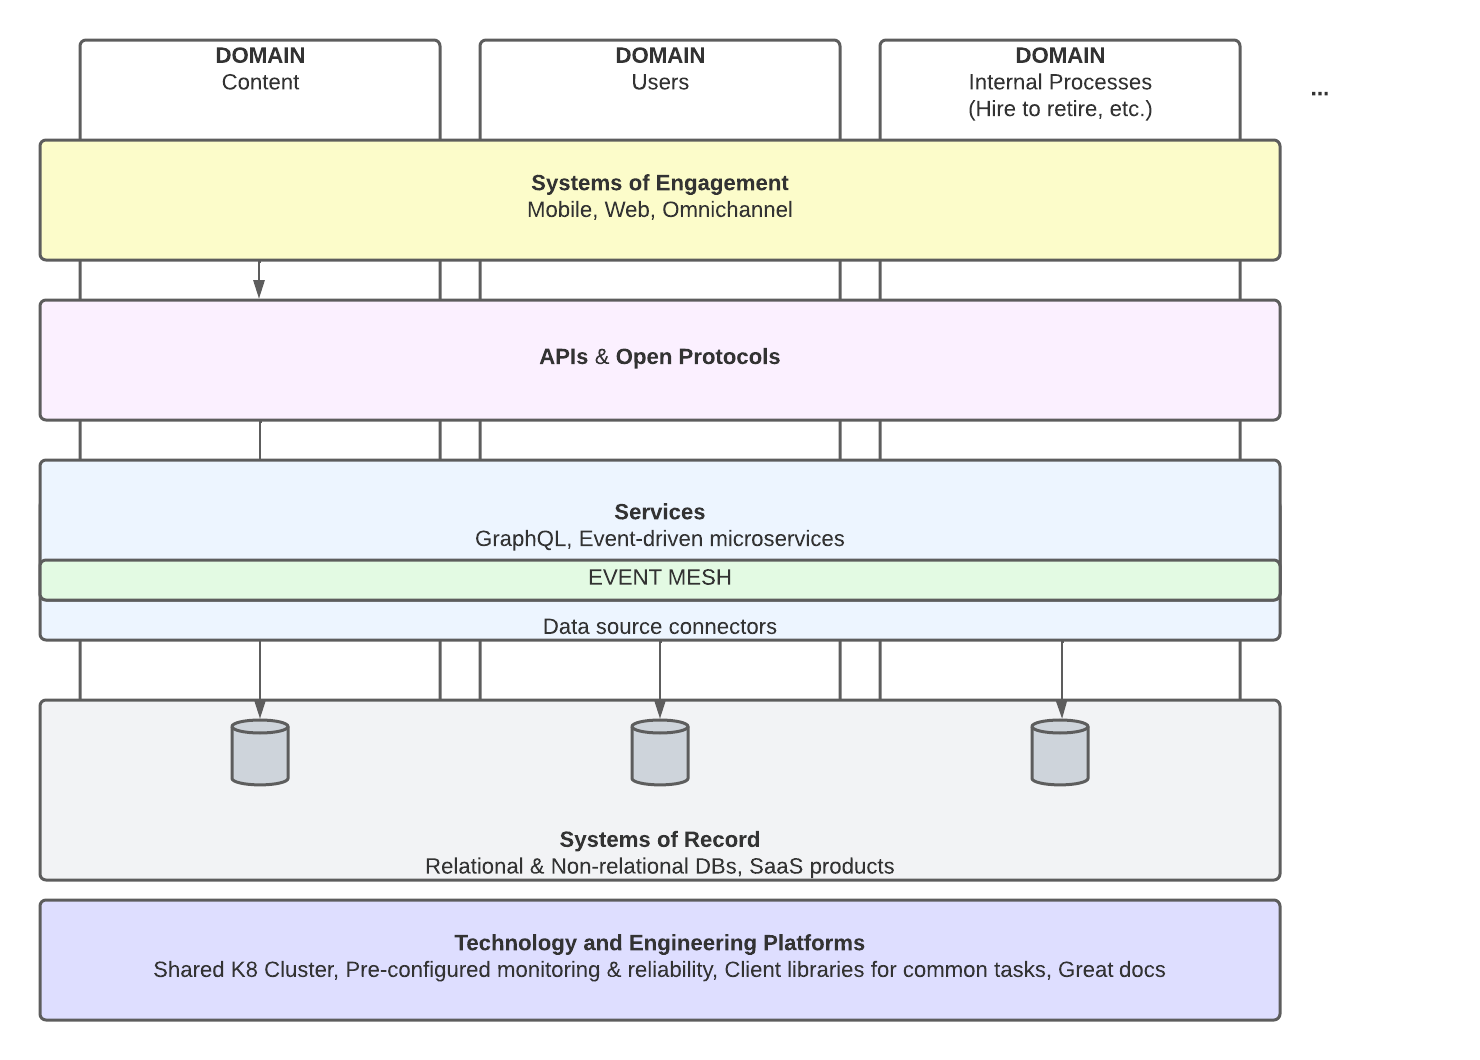 DOMAIN
Content
DOMAIN
Users
DOMAIN
Internal Processes
(Hire to retire, etc.)
...
Systems of Engagement
Mobile, Web, Omnichannel
APIs & Open Protocols
Services
GraphQL, Event-driven microservices
EVENT MESH
Data source connectors
Systems of Record
Relational & Non-relational DBs, SaaS products
Technology and Engineering Platforms
Shared K8 Cluster, Pre-configured monitoring & reliability, Client libraries for common tasks, Great docs